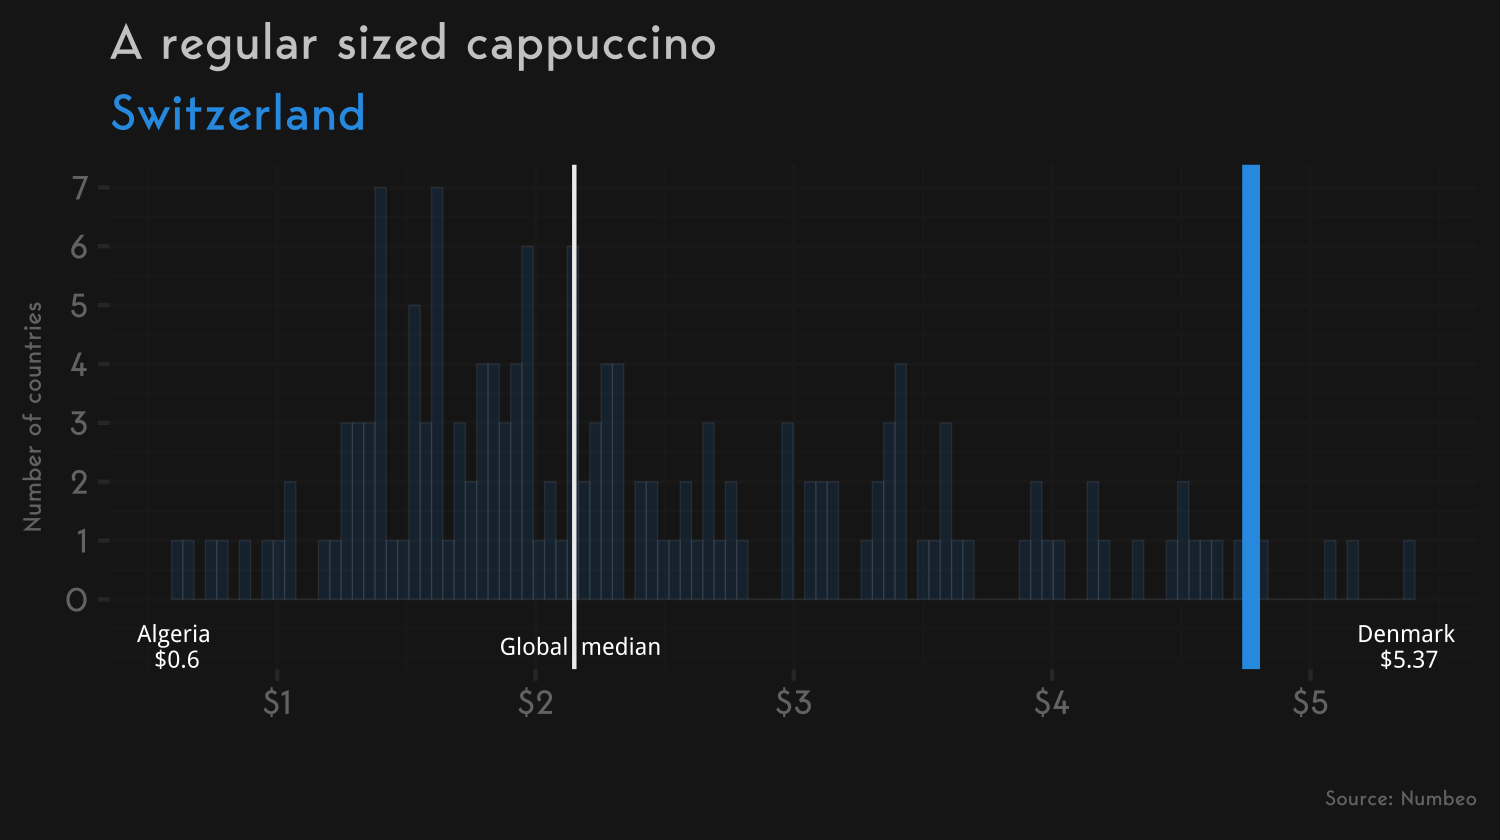 A regular sized cappuccino
Switzerland
Number of countries
7
6
5
4
3
2
1
0
Algeria
$0.6
Global median
Denmark
$5.37
$1
$2
$3
$4
$5
Source: Numbeo